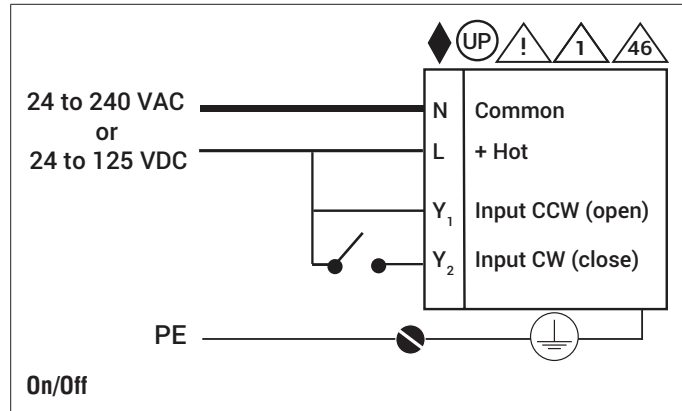 UP ! 1 46
24 to 240 VAC
or
24 to 125 VDC
N Common
L + Hot
Y₁ Input CCW (open)
Y₂ Input CW (close)
PE
On/Off